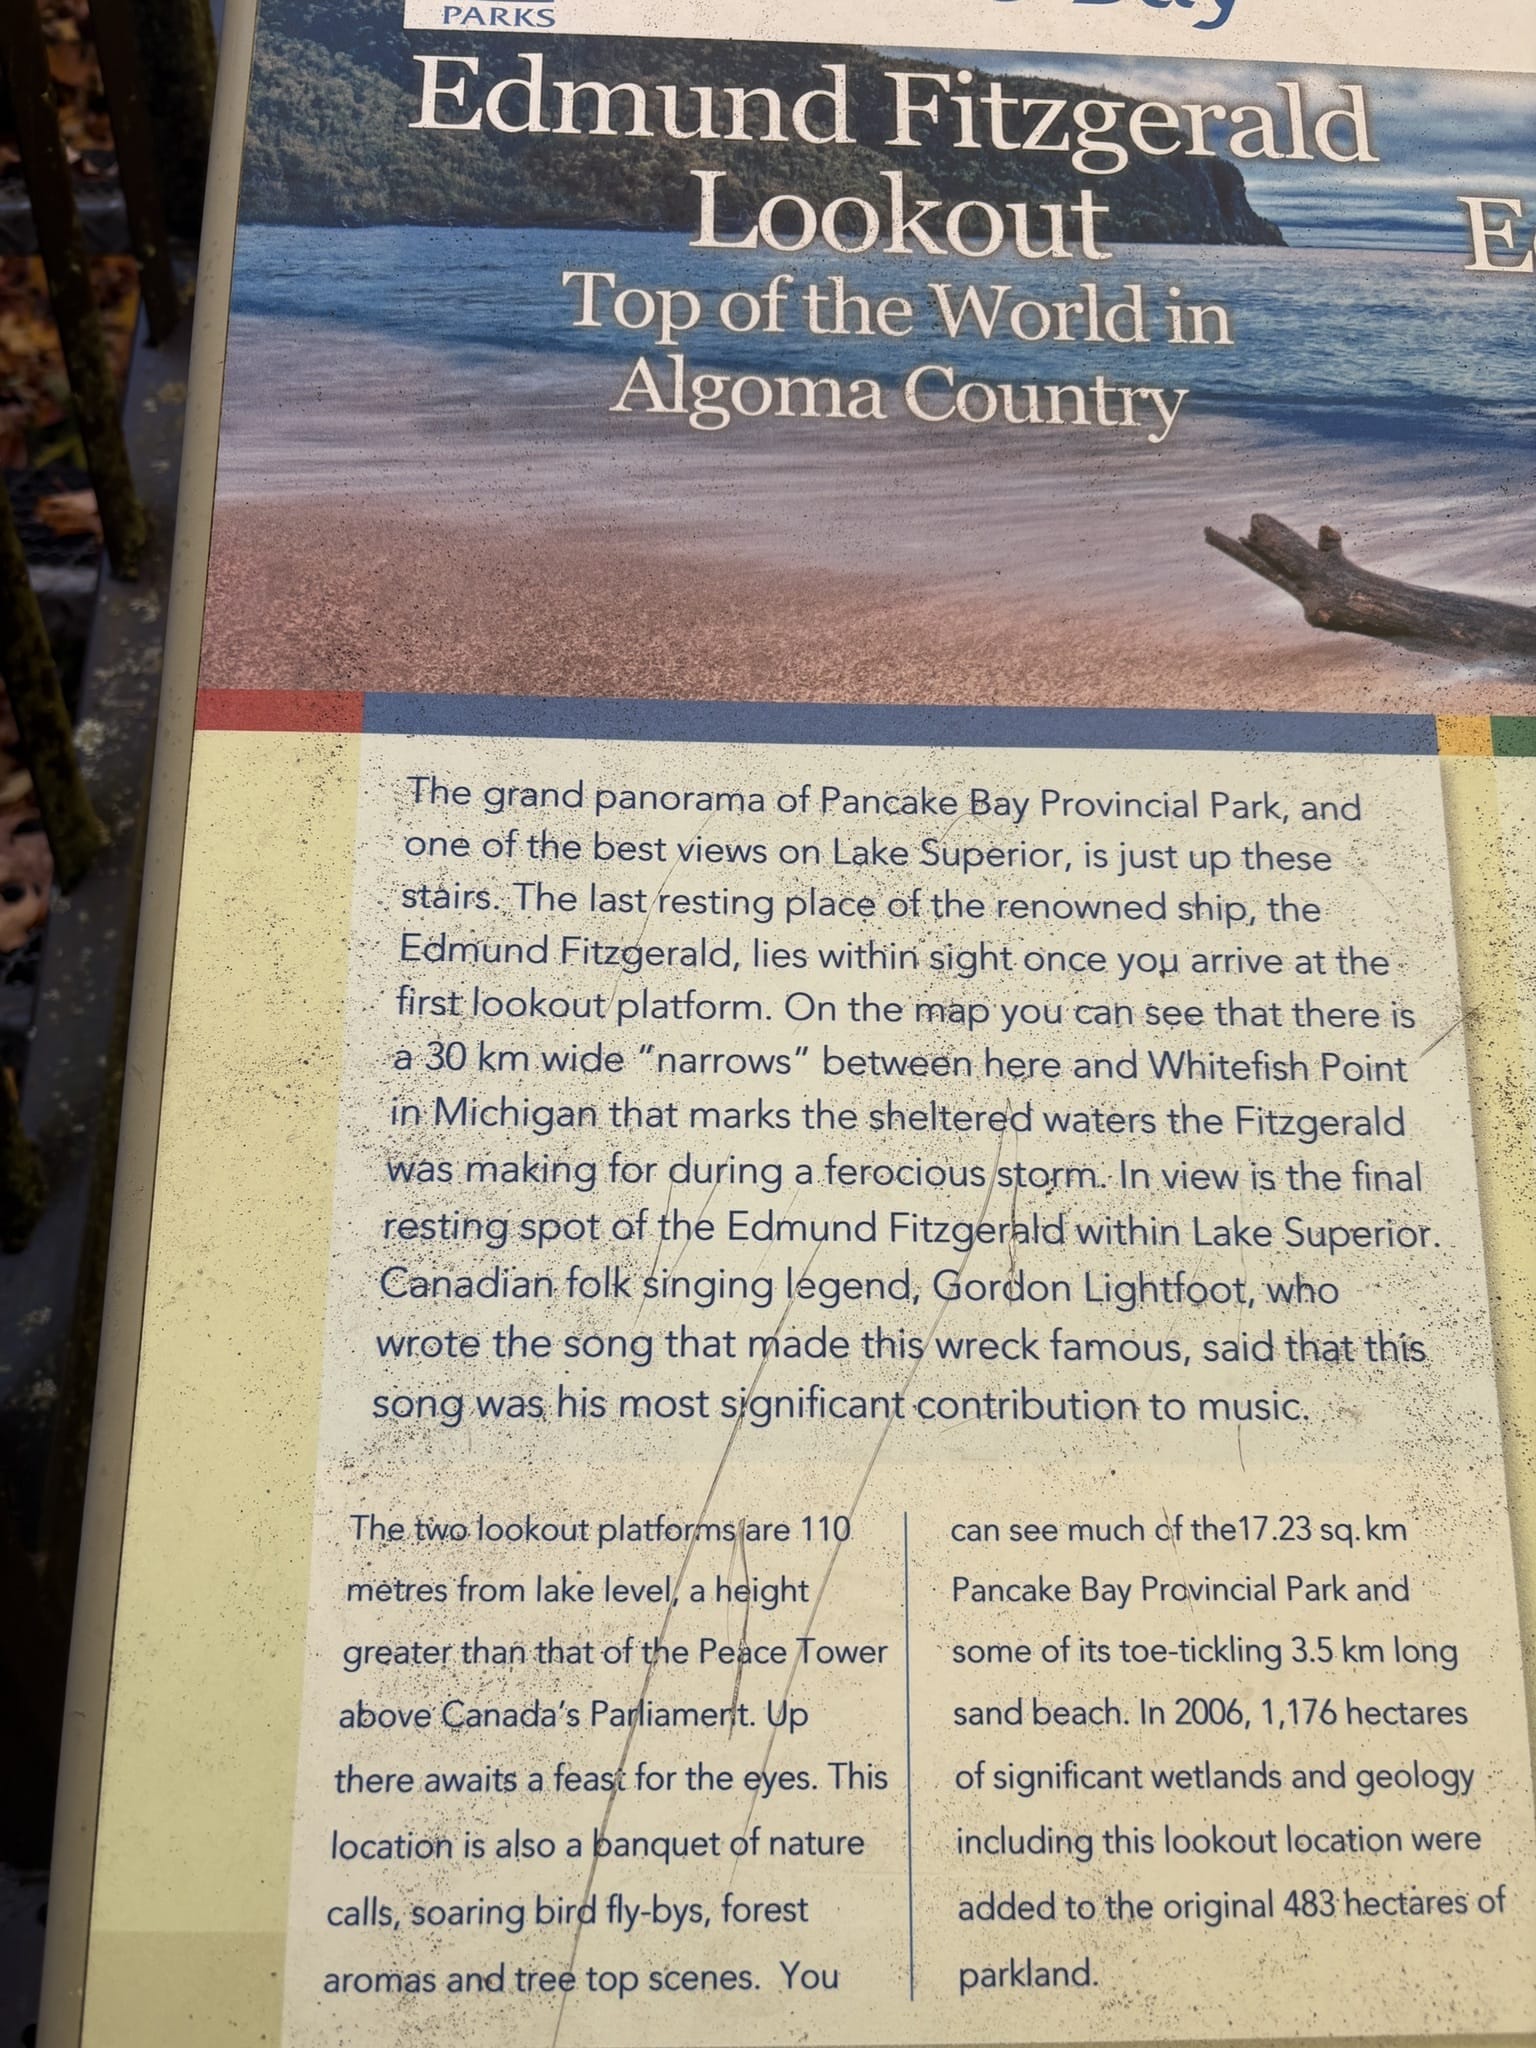 PARKS
Bay
Edmund Fitzgerald
Lookout
Top of the World in
Algoma Country
The grand panorama of Pancake Bay Provincial Park, and
one of the best views on Lake Superior, is just up these
stairs. The last resting place of the renowned ship, the
Edmund Fitzgerald, lies within sight once you arrive at the
first lookout platform. On the map you can see that there is
a 30 km wide “narrows” between here and Whitefish Point
in Michigan that marks the sheltered waters the Fitzgerald
was making for during a ferocious storm. In view is the final
resting spot of the Edmund Fitzgerald within Lake Superior.
Canadian folk singing legend, Gordon Lightfoot, who
wrote the song that made this wreck famous, said that this
song was his most significant contribution to music.
The two lookout platforms are 110
metres from lake level, a height
greater than that of the Peace Tower
above Canada’s Parliament. Up
there awaits a feast for the eyes. This
location is also a banquet of nature
calls, soaring bird fly-bys, forest
aromas and tree top scenes. You
can see much of the17.23 sq. km
Pancake Bay Provincial Park and
some of its toe-tickling 3.5 km long
sand beach. In 2006, 1,176 hectares
of significant wetlands and geology
including this lookout location were
added to the original 483 hectares of
parkland.